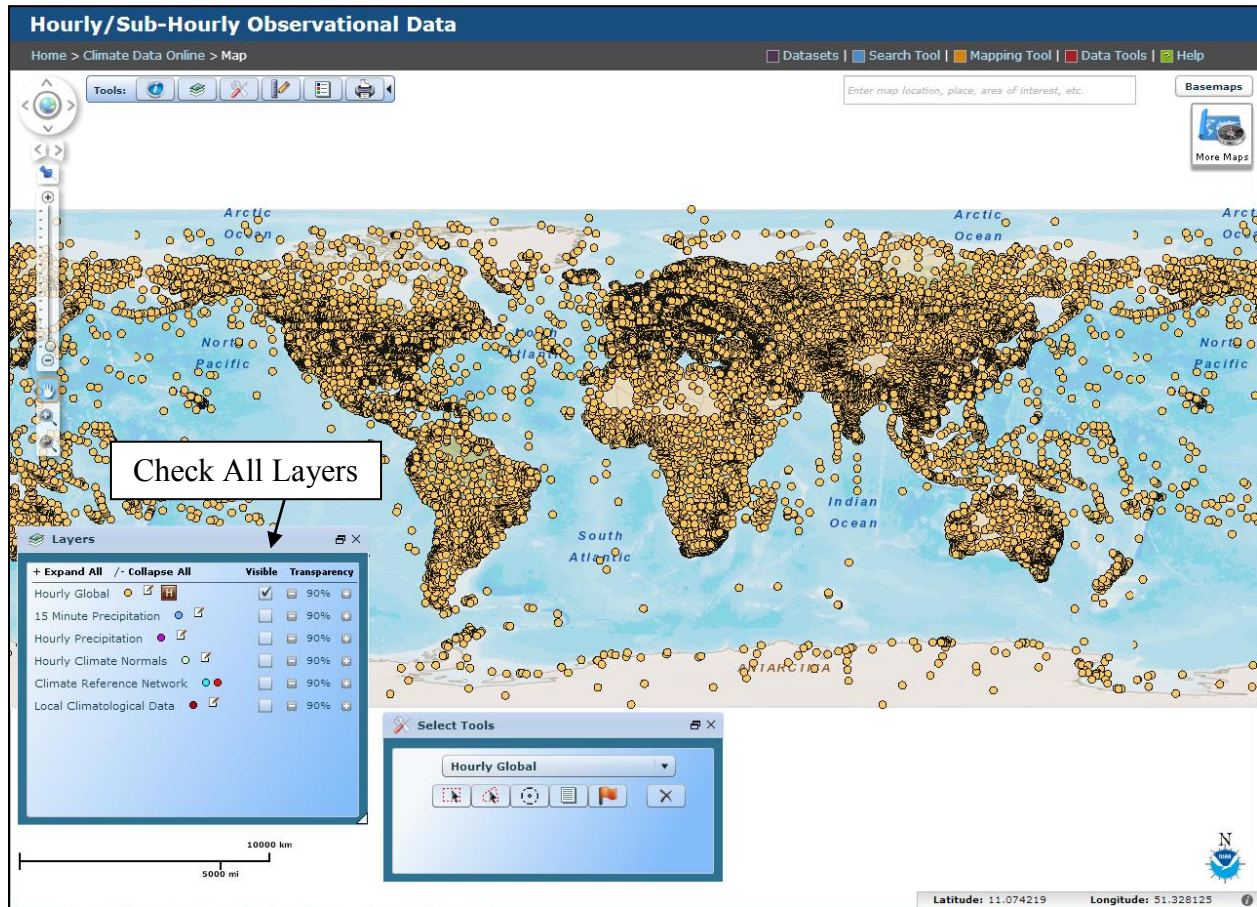 Hourly/Sub-Hourly Observational Data
Home > Climate Data Online > Map
Datasets | Search Tool | Mapping Tool | Data Tools | Help
Tools:
Enter map location, place, area of interest, etc.
Basemaps
More Maps
Arctic
Ocean
Arctic
Ocean
Arct
North
Pacific
North
Atlantic
North
Pacific
Check All Layers
Indian
Ocean
South
Atlantic
ANTARCTICA
Layers
+ Expand All /- Collapse All Visible Transparency
Hourly Global H 90%
15 Minute Precipitation 90%
Hourly Precipitation 90%
Hourly Climate Normals 90%
Climate Reference Network 90%
Local Climatological Data 90%
Select Tools
Hourly Global
10000 km
5000 mi
N
Latitude: 11.074219 Longitude: 51.328125